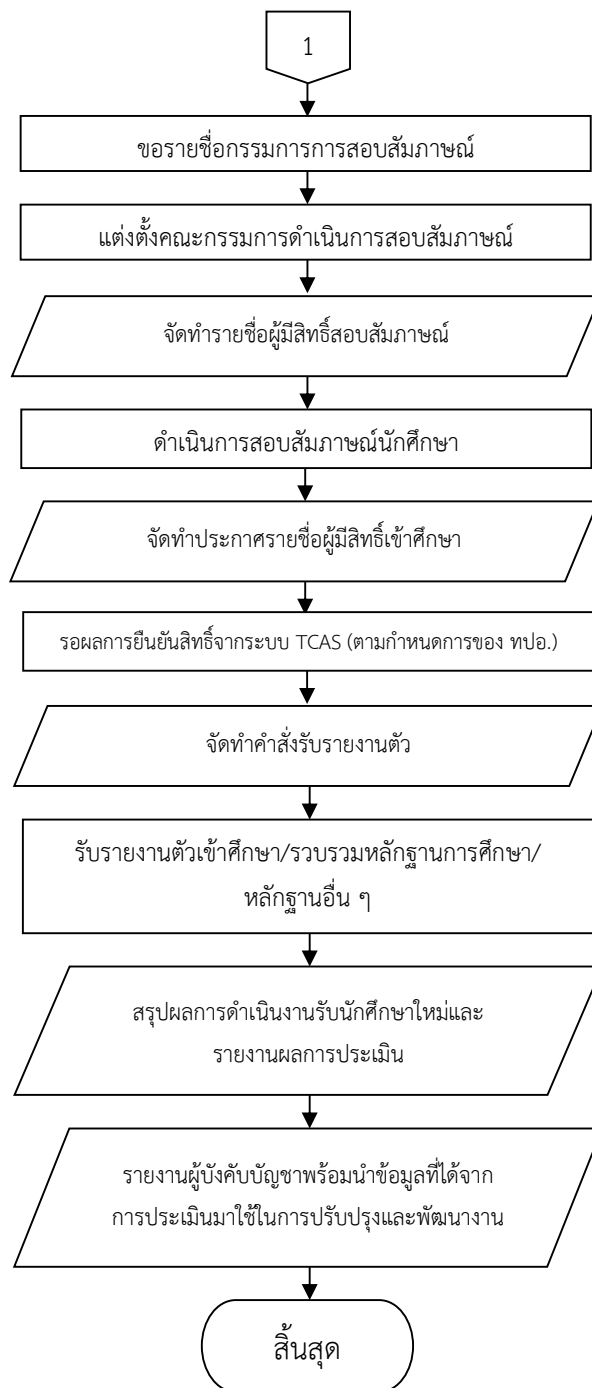 1
ขอรายชื่อกรรมการการสอบสัมภาษณ์
แต่งตั้งคณะกรรมการดำเนินการสอบสัมภาษณ์
จัดทำรายชื่อผู้มีสิทธิ์สอบสัมภาษณ์
ดำเนินการสอบสัมภาษณ์นักศึกษา
จัดทำประกาศรายชื่อผู้มีสิทธิ์เข้าศึกษา
รอผลการยืนยันสิทธิ์จากระบบ TCAS (ตามกำหนดการของ ทปอ.)
จัดทำคำสั่งรับรายงานตัว
รับรายงานตัวเข้าศึกษา/รวบรวมหลักฐานการศึกษา/
หลักฐานอื่น ๆ
สรุปผลการดำเนินงานรับนักศึกษาใหม่และ
รายงานผลการประเมิน
รายงานผู้บังคับบัญชาพร้อมนำข้อมูลที่ได้จาก
การประเมินมาใช้ในการปรับปรุงและพัฒนางาน
สิ้นสุด